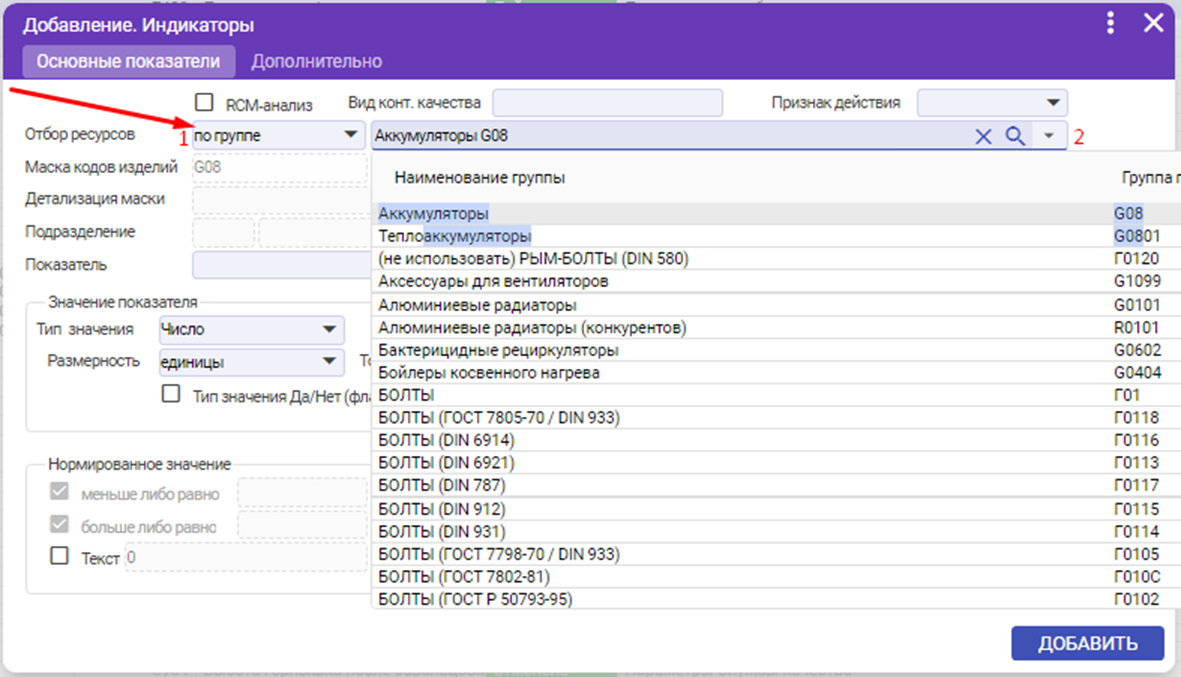 Добавление. Индикаторы
Основные показатели Дополнительно
RCM-анализ Вид конт. качества Признак действия
Отбор ресурсов 1 по группе Аккумуляторы G08 2
Маска кодов изделий G08
Детализация маски
Подразделение
Показатель
Наименование группы Группа
Аккумуляторы G08
Теплоаккумуляторы G0801
(не использовать) РЫМ-БОЛТЫ (DIN 580) Г0120
Аксессуары для вентиляторов G1099
Алюминиевые радиаторы G0101
Алюминиевые радиаторы (конкурентов) R0101
Бактерицидные рециркуляторы G0602
Бойлеры косвенного нагрева G0404
БОЛТЫ Г01
БОЛТЫ (ГОСТ 7805-70 / DIN 933) Г0118
БОЛТЫ (DIN 6914) Г0116
БОЛТЫ (DIN 6921) Г0113
БОЛТЫ (DIN 787) Г0117
БОЛТЫ (DIN 912) Г0115
БОЛТЫ (DIN 931) Г0114
БОЛТЫ (ГОСТ 7798-70 / DIN 933) Г0105
БОЛТЫ (ГОСТ 7802-81) Г010С
БОЛТЫ (ГОСТ Р 50793-95) Г0102
Значение показателя
Тип значения Число
Размерность единицы
Тип значения Да/Нет
Нормированное значение
меньше либо равно
больше либо равно
Текст 0
ДОБАВИТЬ